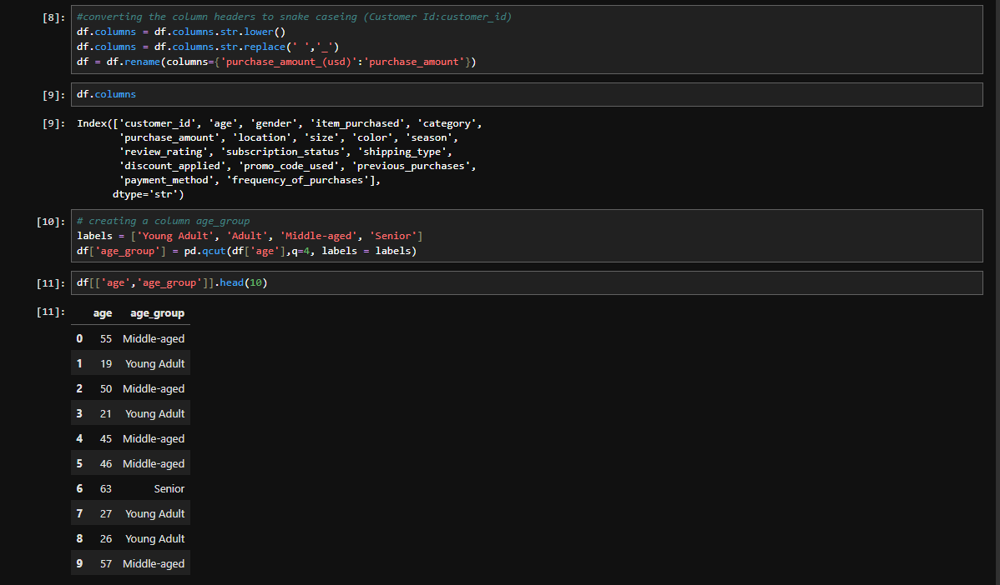 [8]: #converting the column headers to snake caseing (Customer Id:customer_id)
df.columns = df.columns.str.lower()
df.columns = df.columns.str.replace(' ','_')
df = df.rename(columns={'purchase_amount_(usd)':'purchase_amount'})
[9]: df.columns
[9]: Index(['customer_id', 'age', 'gender', 'item_purchased', 'category',
'purchase_amount', 'location', 'size', 'color', 'season',
'review_rating', 'subscription_status', 'shipping_type',
'discount_applied', 'promo_code_used', 'previous_purchases',
'payment_method', 'frequency_of_purchases'],
dtype='str')
[10]: # creating a column age_group
labels = ['Young Adult', 'Adult', 'Middle-aged', 'Senior']
df['age_group'] = pd.qcut(df['age'],q=4, labels = labels)
[11]: df[['age','age_group']].head(10)
[11]: age age_group
0 55 Middle-aged
1 19 Young Adult
2 50 Middle-aged
3 21 Young Adult
4 45 Middle-aged
5 46 Middle-aged
6 63 Senior
7 27 Young Adult
8 26 Young Adult
9 57 Middle-aged